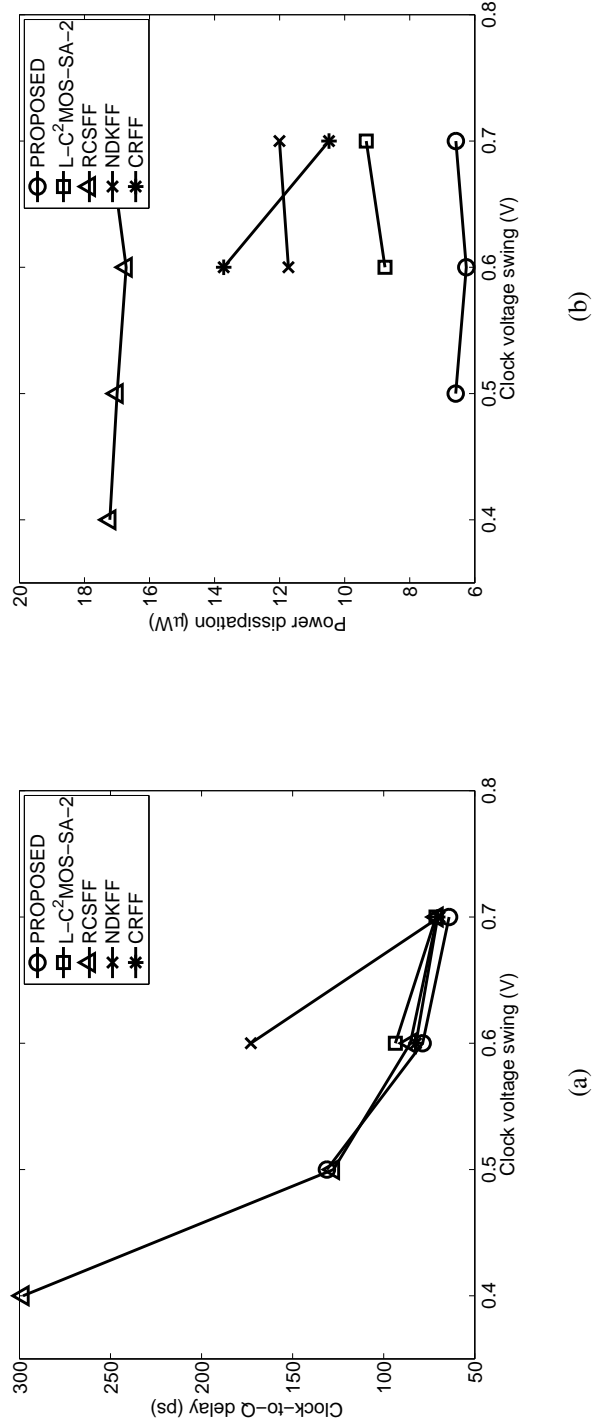 300
250
200
150
100
50
Clock−to−Q delay (ps)
0.4
0.5
0.6
0.7
0.8
Clock voltage swing (V)
PROPOSED
L−C²MOS−SA−2
RCSFF
NDKFF
CRFF
(a)
20
18
16
14
12
10
8
6
Power dissipation (μW)
0.4
0.5
0.6
0.7
0.8
Clock voltage swing (V)
PROPOSED
L−C²MOS−SA−2
RCSFF
NDKFF
CRFF
(b)